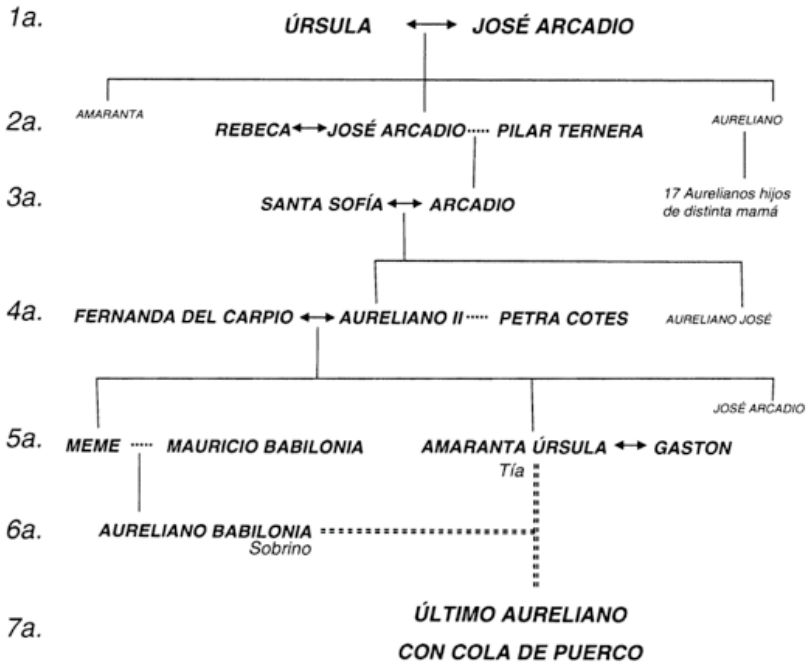 1a.
ÚRSULA JOSÉ ARCADIO
2a.
AMARANTA
REBECA JOSÉ ARCADIO ..... PILAR TERNERA
AURELIANO
3a.
SANTA SOFÍA ARCADIO
17 Aurelianos hijos
de distinta mamá
4a.
FERNANDA DEL CARPIO AURELIANO II ..... PETRA COTES
AURELIANO JOSÉ
JOSÉ ARCADIO
5a.
MEME ..... MAURICIO BABILONIA
AMARANTA ÚRSULA GASTON
Tía
6a.
AURELIANO BABILONIA
Sobrino
7a.
ÚLTIMO AURELIANO
CON COLA DE PUERCO